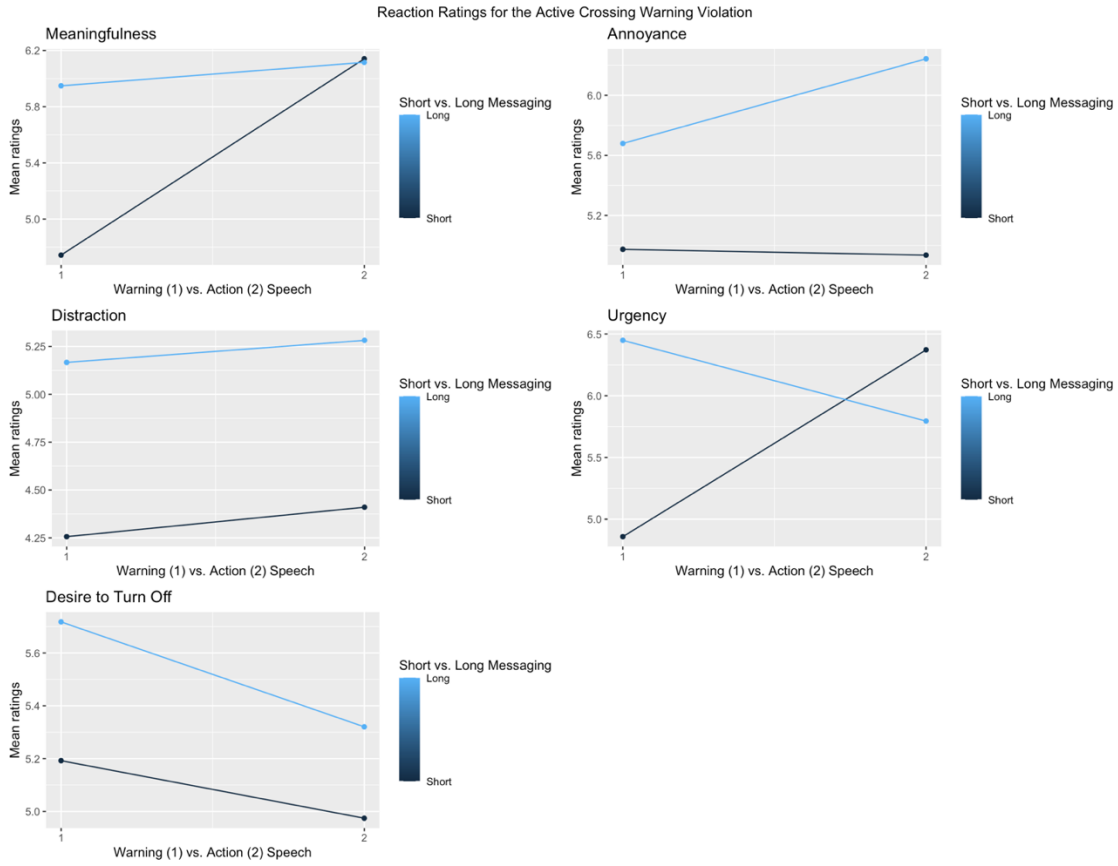 Reaction Ratings for the Active Crossing Warning Violation
Meaningfulness
6.2
5.8
5.4
5.0
Mean ratings
1
2
Warning (1) vs. Action (2) Speech
Short vs. Long Messaging
Long
Short
Annoyance
6.0
5.6
5.2
Mean ratings
1
2
Warning (1) vs. Action (2) Speech
Short vs. Long Messaging
Long
Short
Distraction
5.25
5.00
4.75
4.50
4.25
Mean ratings
1
2
Warning (1) vs. Action (2) Speech
Short vs. Long Messaging
Long
Short
Urgency
6.5
6.0
5.5
5.0
Mean ratings
1
2
Warning (1) vs. Action (2) Speech
Short vs. Long Messaging
Long
Short
Desire to Turn Off
5.6
5.4
5.2
5.0
Mean ratings
1
2
Warning (1) vs. Action (2) Speech
Short vs. Long Messaging
Long
Short